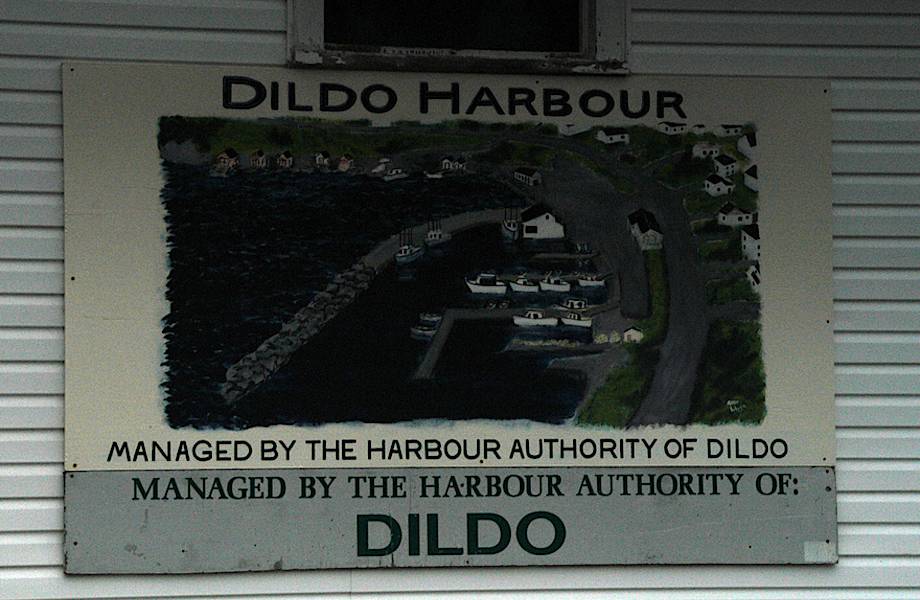 DILDO HARBOUR
MANAGED BY THE HARBOUR AUTHORITY OF DILDO
MANAGED BY THE HARBOUR AUTHORITY OF:
DILDO